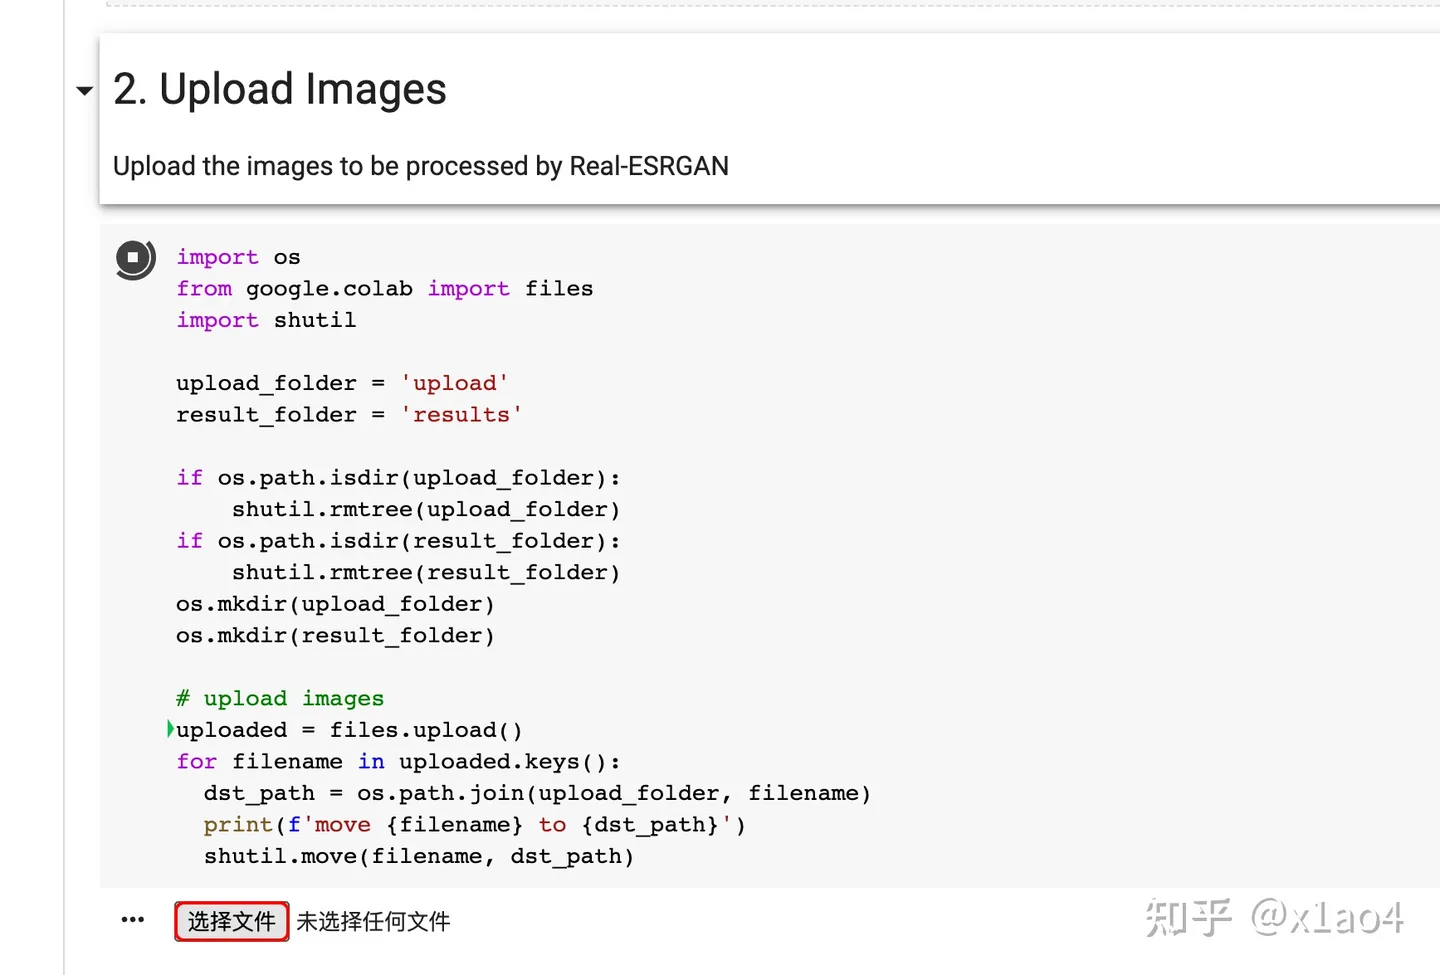 2. Upload Images
Upload the images to be processed by Real-ESRGAN
import os
from google.colab import files
import shutil
upload_folder = 'upload'
result_folder = 'results'
if os.path.isdir(upload_folder):
    shutil.rmtree(upload_folder)
if os.path.isdir(result_folder):
    shutil.rmtree(result_folder)
os.mkdir(upload_folder)
os.mkdir(result_folder)
# upload images
uploaded = files.upload()
for filename in uploaded.keys():
  dst_path = os.path.join(upload_folder, filename)
  print(f'move {filename} to {dst_path}')
  shutil.move(filename, dst_path)
选择文件 未选择任何文件
知乎 @x1ao4